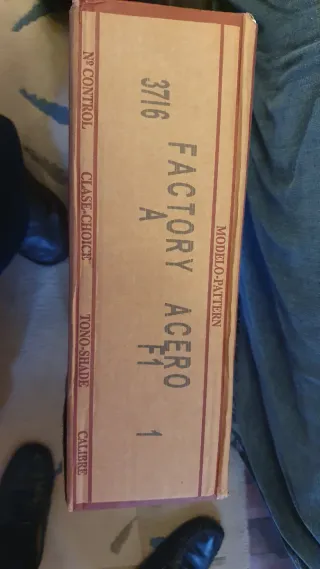 MODELO-PATTERN
FACTORY ACERO
3716 A F1 1
Nº CONTROL CLASE-CHOICE TONO-SHADE CALIBRE